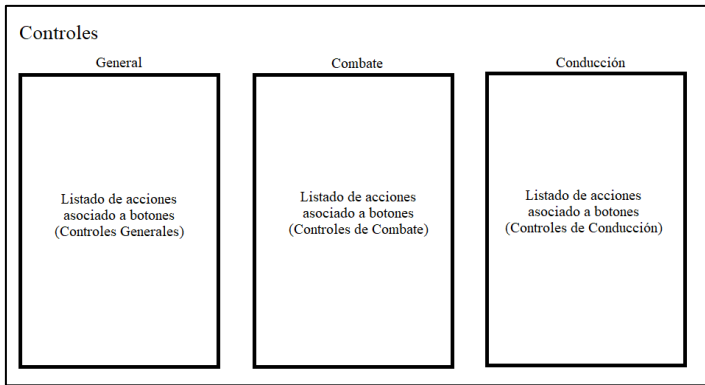 Controles
General
Combate
Conducción
Listado de acciones
asociado a botones
(Controles Generales)
Listado de acciones
asociado a botones
(Controles de Combate)
Listado de acciones
asociado a botones
(Controles de Conducción)